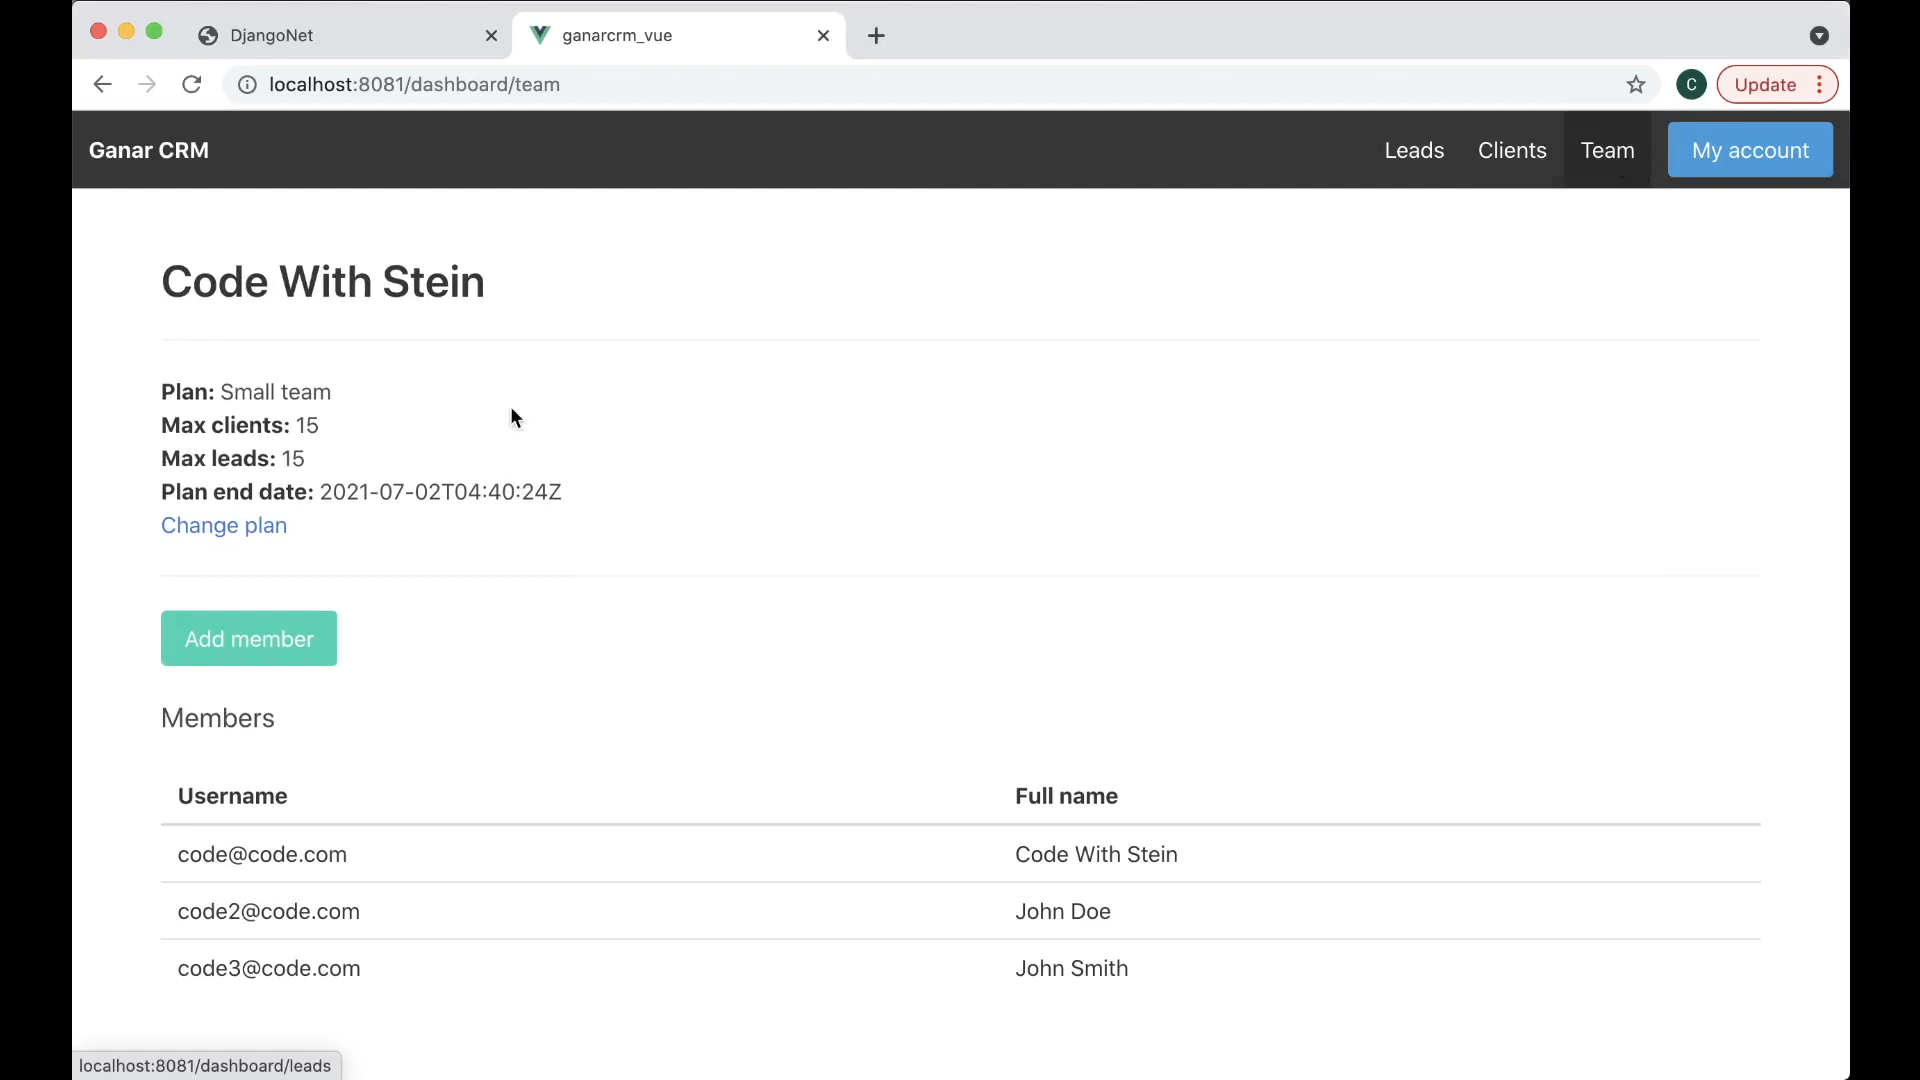 DjangoNet
ganarcrm_vue
localhost:8081/dashboard/team
C
Update
Ganar CRM
Leads
Clients
Team
My account
Code With Stein
Plan: Small team
Max clients: 15
Max leads: 15
Plan end date: 2021-07-02T04:40:24Z
Change plan
Add member
Members
Username Full name
code@code.com Code With Stein
code2@code.com John Doe
code3@code.com John Smith
localhost:8081/dashboard/leads